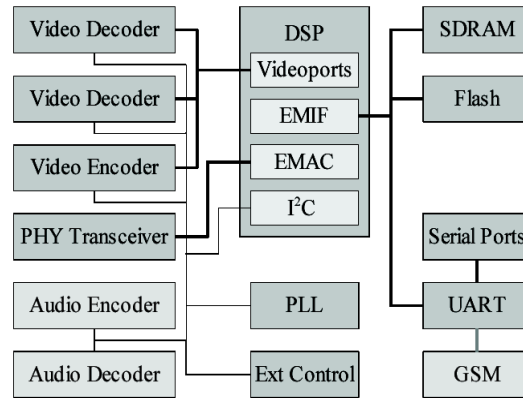 Video Decoder
Video Decoder
Video Encoder
PHY Transceiver
Audio Encoder
Audio Decoder
DSP
Videoports
EMIF
EMAC
I²C
PLL
Ext Control
SDRAM
Flash
Serial Ports
UART
GSM